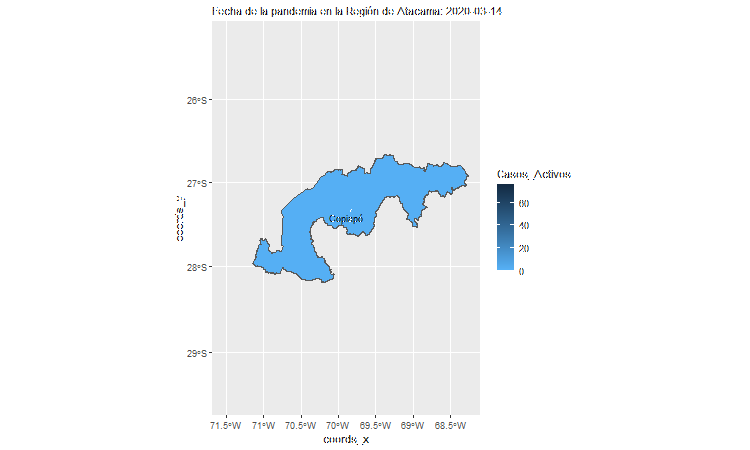 Fecha de la pandemia en la Región de Atacama: 2020-03-14
26°S
27°S
28°S
29°S
coords_y
Copiapó
71.5°W
71°W
70.5°W
70°W
69.5°W
69°W
68.5°W
coords_x
Casos_Activos
60
40
20
0